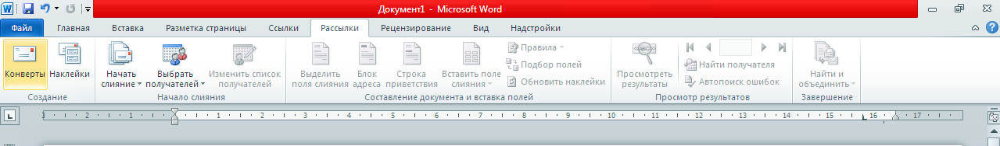 Документ1 - Microsoft Word
Файл Главная Вставка Разметка страницы Ссылки Рассылки Рецензирование Вид Надстройки
Конверты Наклейки
Создание
Начать слияние
Выбрать получателей
Изменить список получателей
Начало слияния
Выделить поля слияния
Блок адреса
Строка приветствия
Вставить поле слияния
Правила
Подбор полей
Обновить наклейки
Составление документа и вставка полей
Просмотреть результаты
Найти получателя
Автопоиск ошибок
Просмотр результатов
Найти и объединить
Завершение
3 2 1 1 2 3 4 5 6 7 8 9 10 11 12 13 14 15 16 17